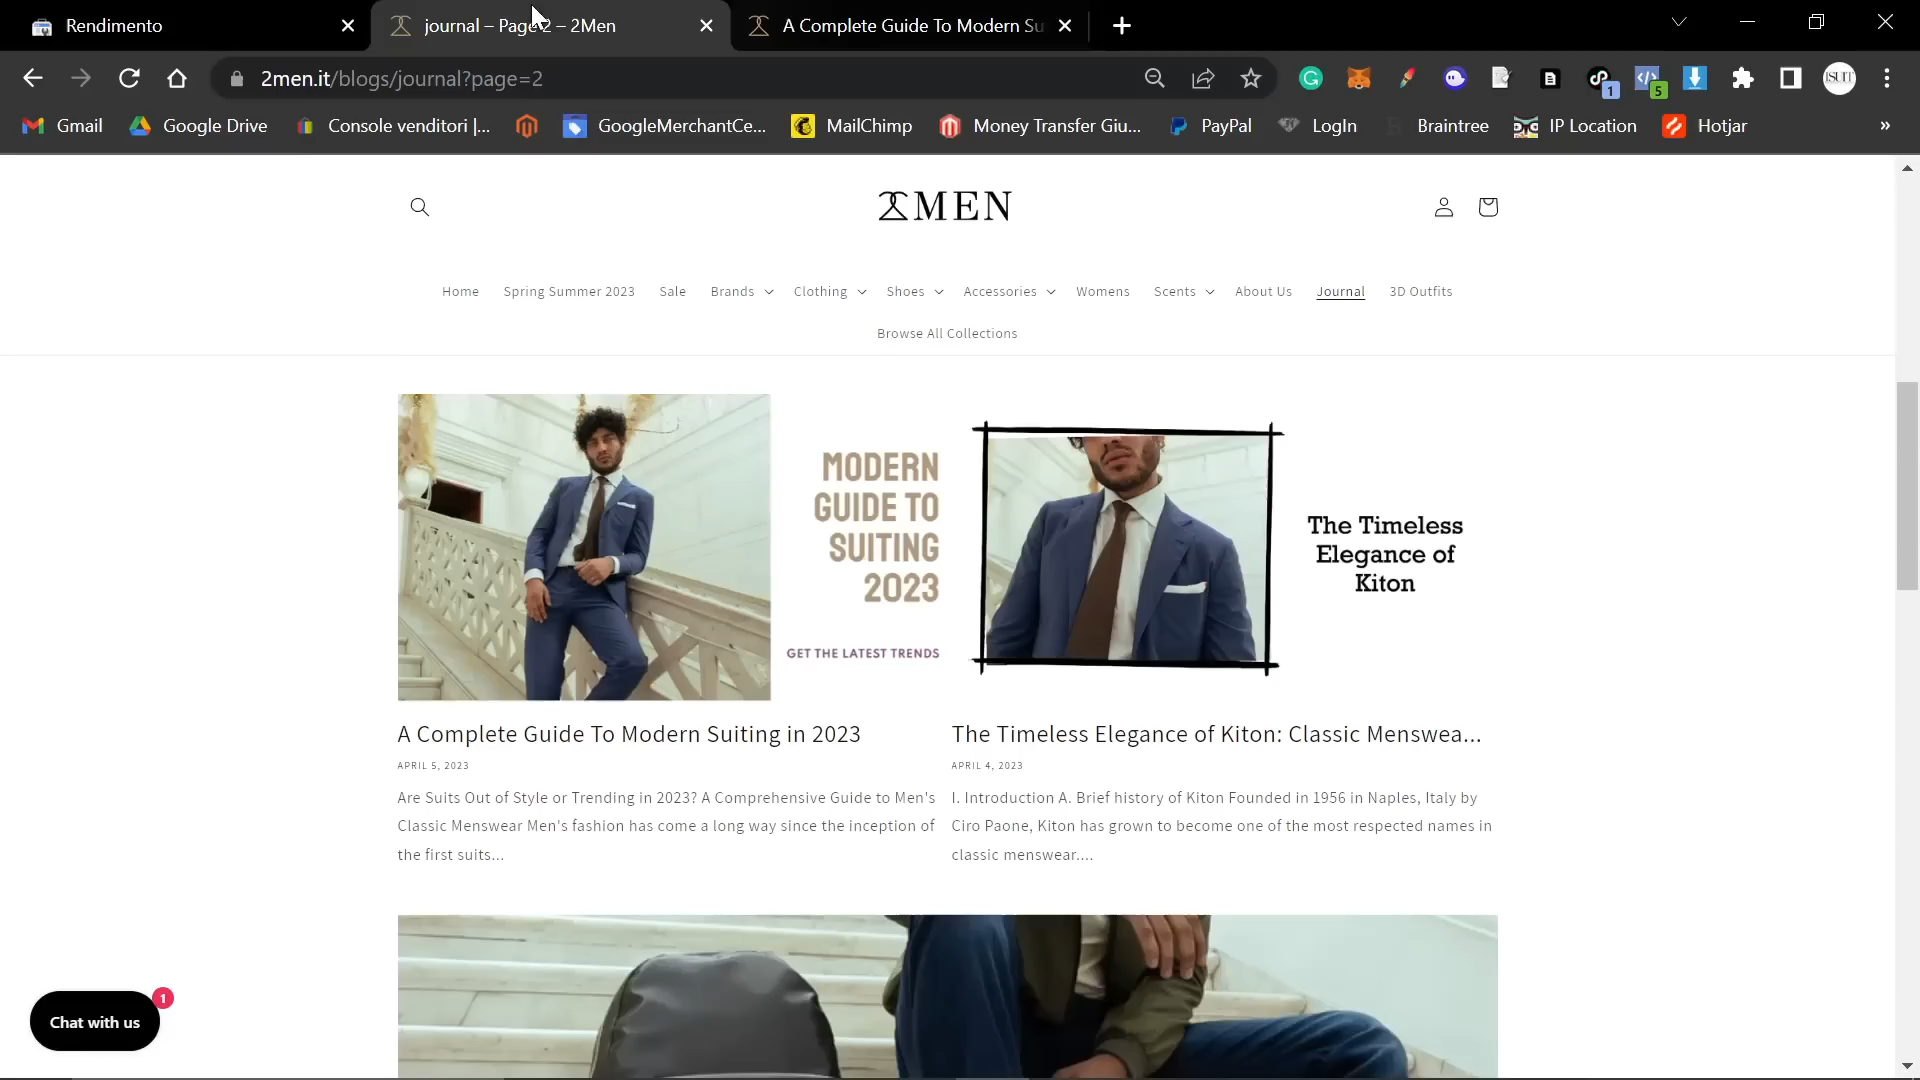 Rendimento
journal – Page 2 – 2Men
A Complete Guide To Modern Su
2men.it/blogs/journal?page=2
1
5
ISUIT
Gmail
Google Drive
Console venditori |...
GoogleMerchantCe...
MailChimp
Money Transfer Giu...
PayPal
LogIn
Braintree
IP Location
Hotjar
»
2MEN
Home
Spring Summer 2023
Sale
Brands
Clothing
Shoes
Accessories
Womens
Scents
About Us
Journal
3D Outfits
Browse All Collections
MODERN
GUIDE TO
SUITING
2023
GET THE LATEST TRENDS
The Timeless
Elegance of
Kiton
A Complete Guide To Modern Suiting in 2023
APRIL 5, 2023
Are Suits Out of Style or Trending in 2023? A Comprehensive Guide to Men's
Classic Menswear Men's fashion has come a long way since the inception of
the first suits...
The Timeless Elegance of Kiton: Classic Menswea...
APRIL 4, 2023
I. Introduction A. Brief history of Kiton Founded in 1956 in Naples, Italy by
Ciro Paone, Kiton has grown to become one of the most respected names in
classic menswear....
Chat with us
1